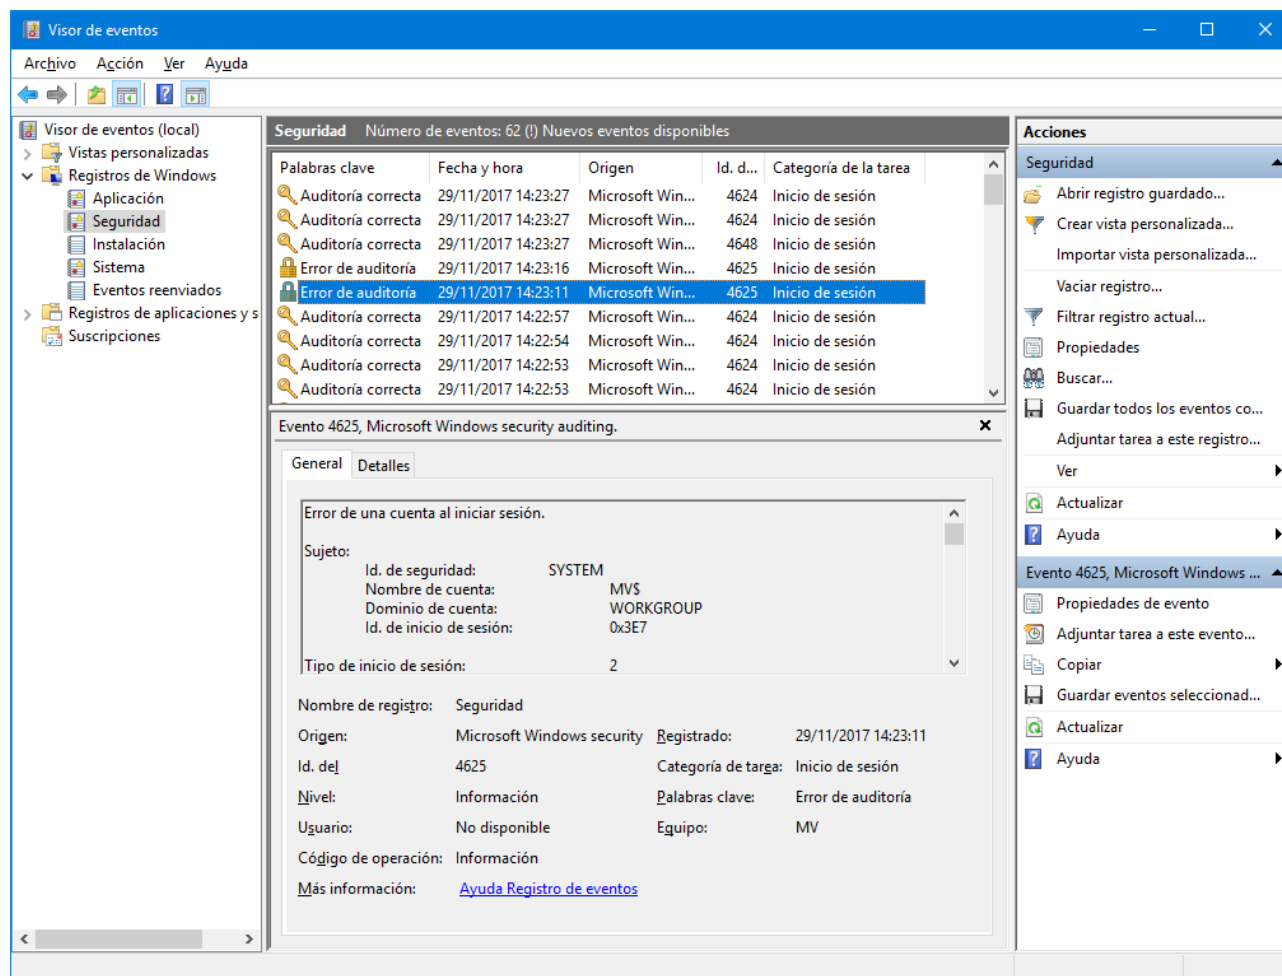 Visor de eventos
Archivo Acción Ver Ayuda
Visor de eventos (local)
Vistas personalizadas
Registros de Windows
Aplicación
Seguridad
Instalación
Sistema
Eventos reenviados
Registros de aplicaciones y s
Suscripciones
Seguridad Número de eventos: 62 (!) Nuevos eventos disponibles
Palabras clave Fecha y hora Origen Id. d... Categoría de la tarea
Auditoría correcta 29/11/2017 14:23:27 Microsoft Win... 4624 Inicio de sesión
Auditoría correcta 29/11/2017 14:23:27 Microsoft Win... 4624 Inicio de sesión
Auditoría correcta 29/11/2017 14:23:27 Microsoft Win... 4648 Inicio de sesión
Error de auditoría 29/11/2017 14:23:16 Microsoft Win... 4625 Inicio de sesión
Error de auditoría 29/11/2017 14:23:11 Microsoft Win... 4625 Inicio de sesión
Auditoría correcta 29/11/2017 14:22:57 Microsoft Win... 4624 Inicio de sesión
Auditoría correcta 29/11/2017 14:22:54 Microsoft Win... 4624 Inicio de sesión
Auditoría correcta 29/11/2017 14:22:53 Microsoft Win... 4624 Inicio de sesión
Auditoría correcta 29/11/2017 14:22:53 Microsoft Win... 4624 Inicio de sesión
Evento 4625, Microsoft Windows security auditing.
General Detalles
Error de una cuenta al iniciar sesión.
Sujeto:
Id. de seguridad: SYSTEM
Nombre de cuenta: MV$
Dominio de cuenta: WORKGROUP
Id. de inicio de sesión: 0x3E7
Tipo de inicio de sesión: 2
Nombre de registro: Seguridad
Origen: Microsoft Windows security Registrado: 29/11/2017 14:23:11
Id. del 4625 Categoría de tarea: Inicio de sesión
Nivel: Información Palabras clave: Error de auditoría
Usuario: No disponible Equipo: MV
Código de operación: Información
Más información: Ayuda Registro de eventos
Acciones
Seguridad
Abrir registro guardado...
Crear vista personalizada...
Importar vista personalizada...
Vaciar registro...
Filtrar registro actual...
Propiedades
Buscar...
Guardar todos los eventos co...
Adjuntar tarea a este registro...
Ver
Actualizar
Ayuda
Evento 4625, Microsoft Windows ...
Propiedades de evento
Adjuntar tarea a este evento...
Copiar
Guardar eventos seleccionad...
Actualizar
Ayuda